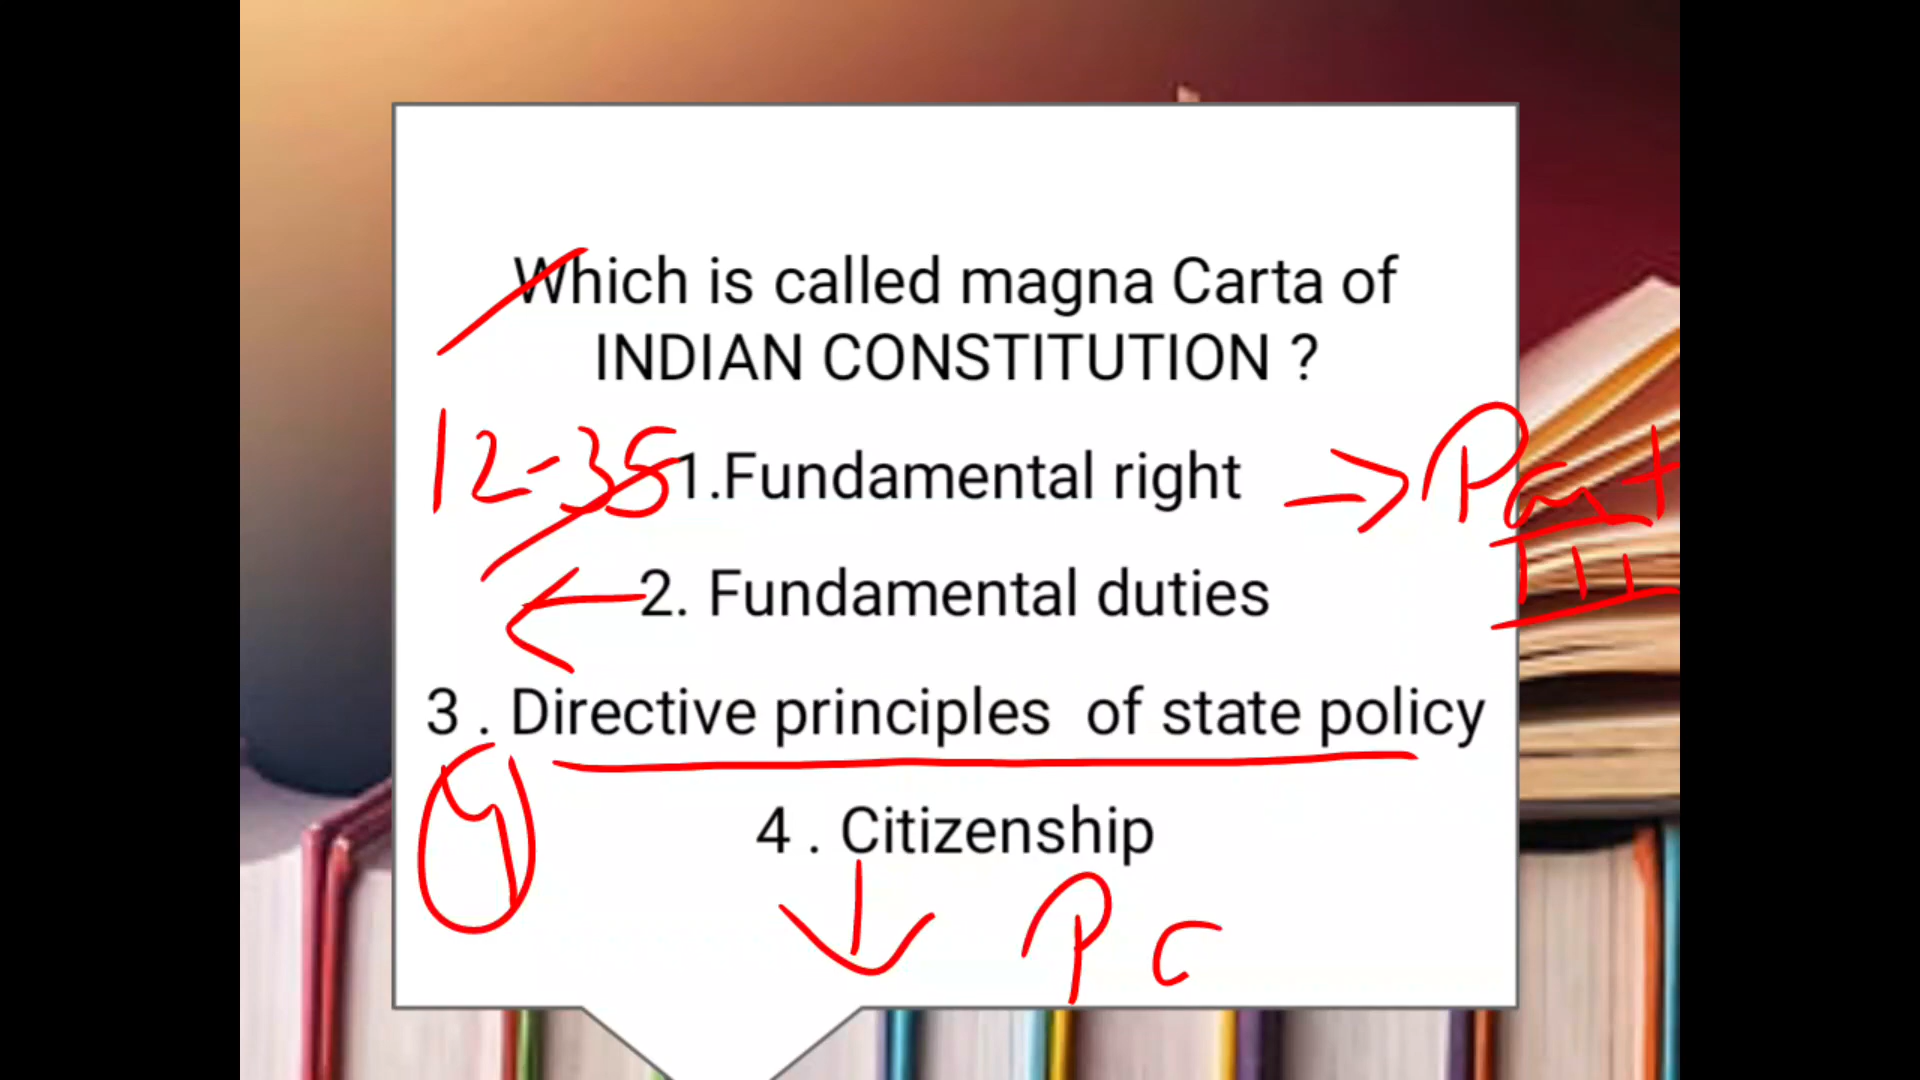 Which is called magna Carta of
INDIAN CONSTITUTION ?
12-35 1.Fundamental right → Part
III
2. Fundamental duties
3 . Directive principles  of state policy
4 . Citizenship
P